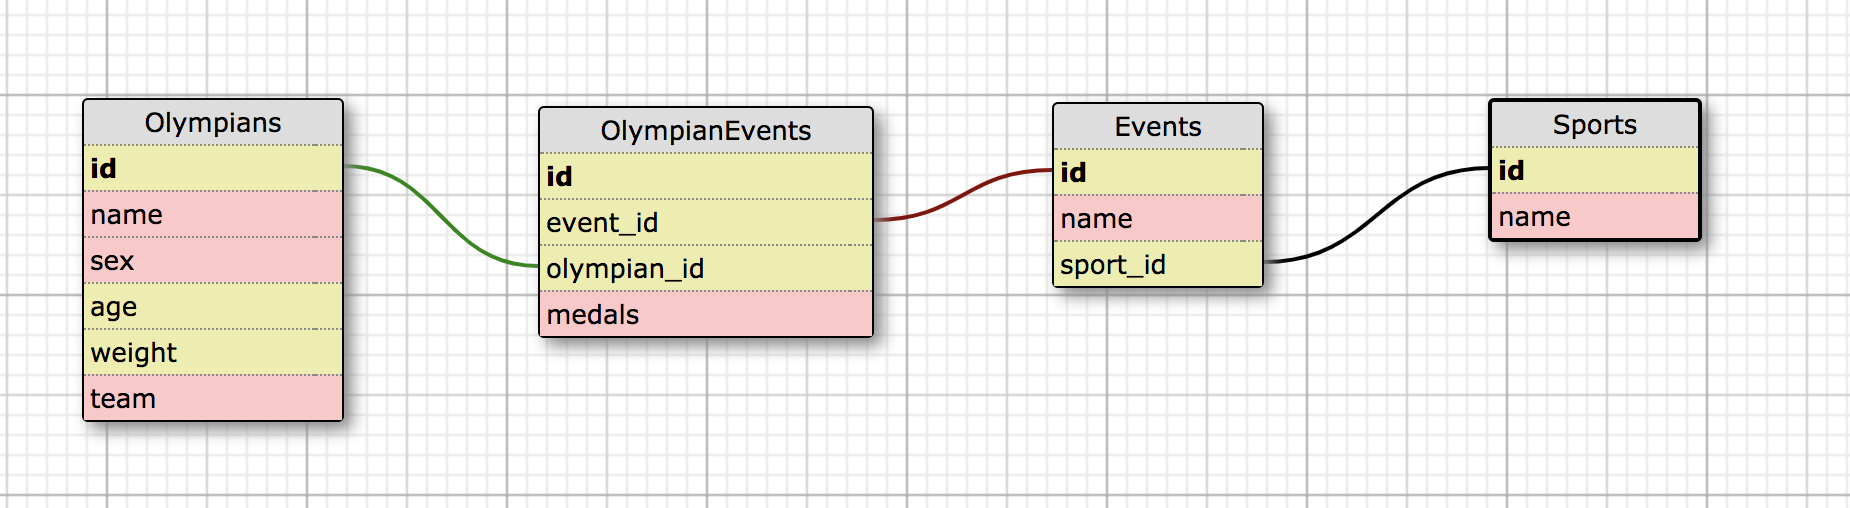 Olympians
id
name
sex
age
weight
team
OlympianEvents
id
event_id
olympian_id
medals
Events
id
name
sport_id
Sports
id
name